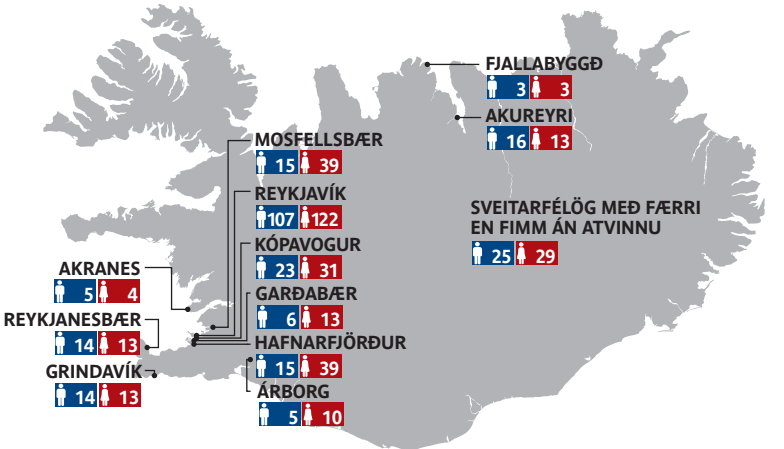 FJALLABYGGÐ
3 3
AKUREYRI
16 13
MOSFELLSBÆR
15 39
REYKJAVÍK
107 122
SVEITARFÉLÖG MEÐ FÆRRI
EN FIMM ÁN ATVINNU
25 29
KÓPAVOGUR
23 31
AKRANES
5 4
GARÐABÆR
6 13
REYKJANESBÆR
14 13
HAFNARFJÖRÐUR
15 39
GRINDAVÍK
14 13
ÁRBORG
5 10